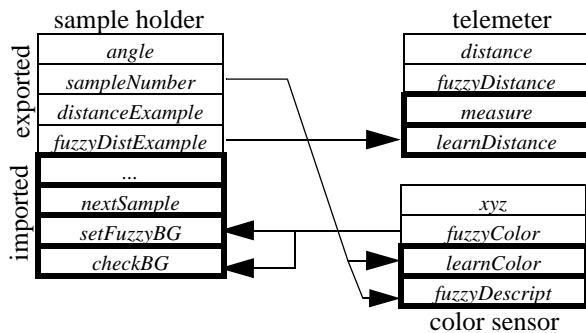 sample holder
exported
angle
sampleNumber
distanceExample
fuzzyDistExample
imported
...
nextSample
setFuzzyBG
checkBG
telemeter
distance
fuzzyDistance
measure
learnDistance
xyz
fuzzyColor
learnColor
fuzzyDescript
color sensor